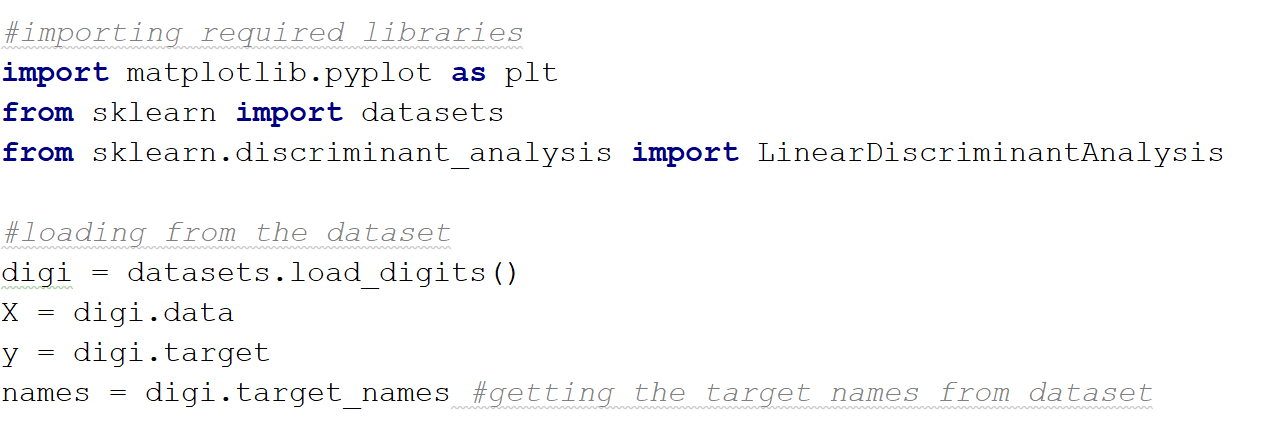 #importing required libraries
import matplotlib.pyplot as plt
from sklearn import datasets
from sklearn.discriminant_analysis import LinearDiscriminantAnalysis
#loading from the dataset
digi = datasets.load_digits()
X = digi.data
y = digi.target
names = digi.target_names #getting the target names from dataset